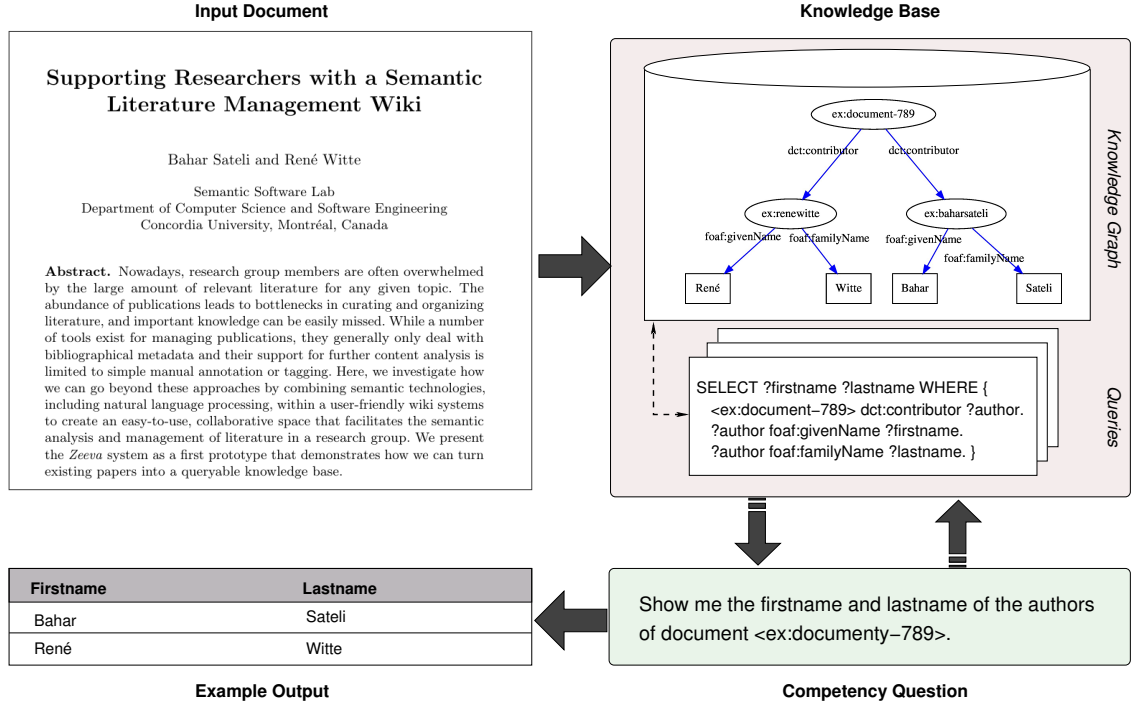 Input Document
Supporting Researchers with a Semantic
Literature Management Wiki
Bahar Sateli and René Witte
Semantic Software Lab
Department of Computer Science and Software Engineering
Concordia University, Montréal, Canada
Abstract. Nowadays, research group members are often overwhelmed
by the large amount of relevant literature for any given topic. The
abundance of publications leads to bottlenecks in curating and organizing
literature, and important knowledge can be easily missed. While a number
of tools exist for managing publications, they generally only deal with
bibliographical metadata and their support for further content analysis is
limited to simple manual annotation or tagging. Here, we investigate how
we can go beyond these approaches by combining semantic technologies,
including natural language processing, within a user-friendly wiki systems
to create an easy-to-use, collaborative space that facilitates the semantic
analysis and management of literature in a research group. We present
the Zeeva system as a first prototype that demonstrates how we can turn
existing papers into a queryable knowledge base.
Knowledge Base
ex:document-789
dct:contributor
dct:contributor
ex:renewitte
ex:baharsateli
foaf:givenName
foaf:familyName
foaf:givenName
foaf:familyName
René
Witte
Bahar
Sateli
Knowledge Graph
SELECT ?firstname ?lastname WHERE {
<ex:document−789> dct:contributor ?author.
?author foaf:givenName ?firstname.
?author foaf:familyName ?lastname. }
Queries
Firstname Lastname
Bahar Sateli
René Witte
Example Output
Show me the firstname and lastname of the authors
of document <ex:documenty−789>.
Competency Question